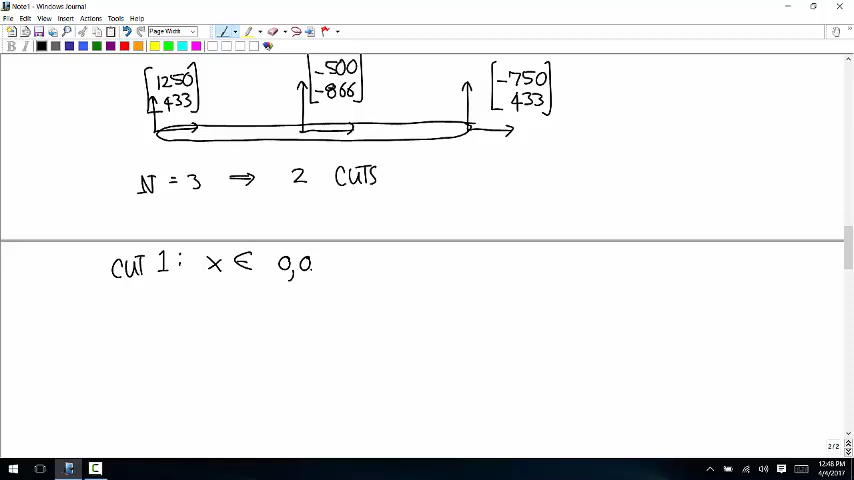 Note1 - Windows Journal
File Edit View Insert Actions Tools Help
Page Width
B I
1250
433
-500
-866
-750
433
N = 3 ⇒ 2 CUTS
CUT 1: x ∈ 0,0.
2/2
12:48 PM
4/4/2017